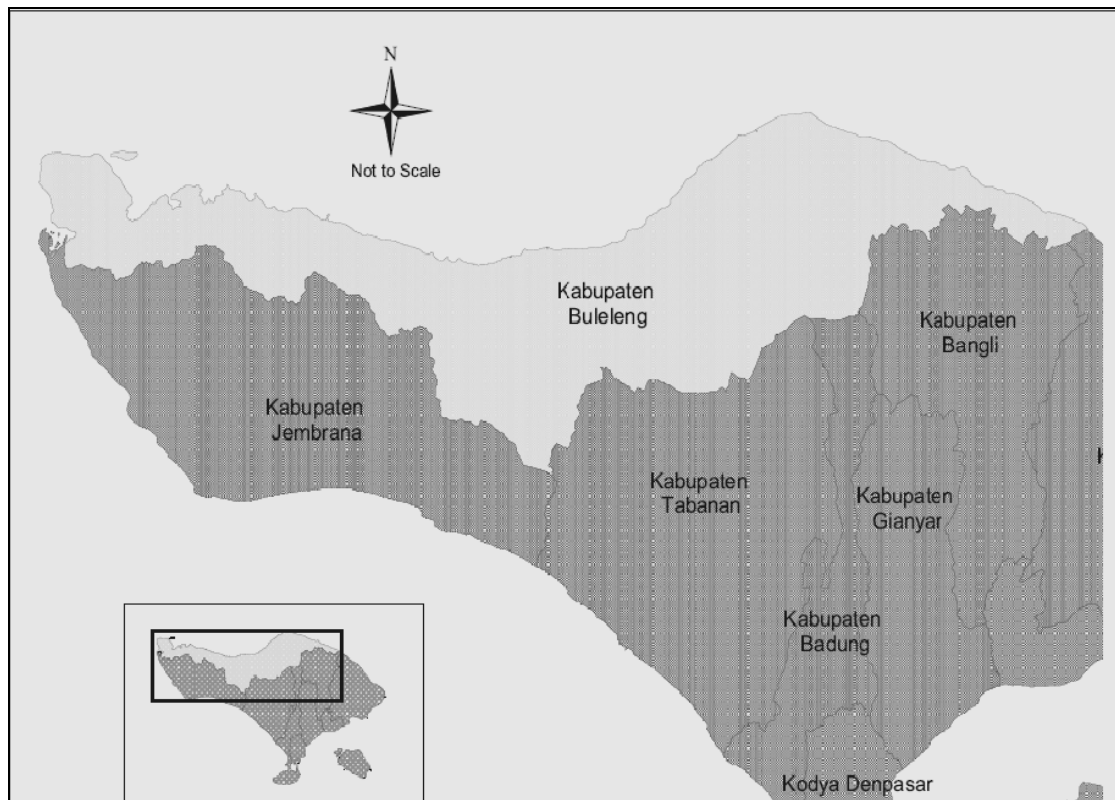 N
Not to Scale
Kabupaten
Buleleng
Kabupaten
Bangli
Kabupaten
Jembrana
Kabupaten
Tabanan
Kabupaten
Gianyar
Kabupaten
Badung
Kodya Denpasar